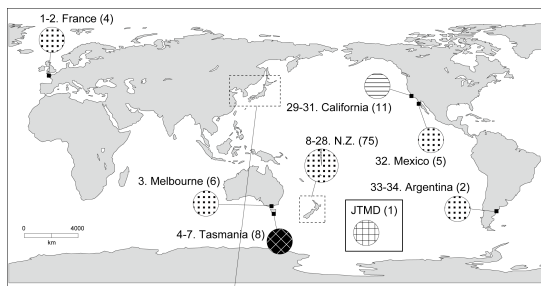 1-2. France (4)
29-31. California (11)
8-28. N.Z. (75)
32. Mexico (5)
3. Melbourne (6)
33-34. Argentina (2)
JTMD (1)
4-7. Tasmania (8)
0 4000
km